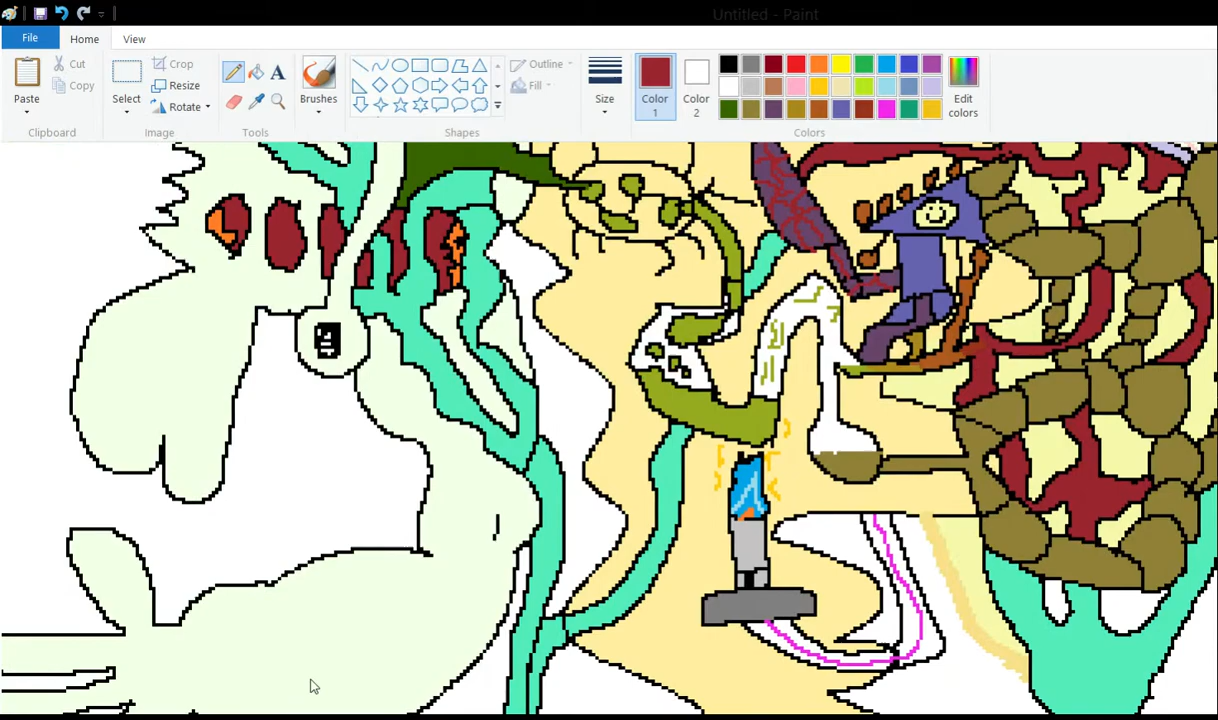 Untitled - Paint
File Home View
Cut Crop Outline
Copy Resize Fill
Paste Select Rotate Brushes Size Color 1 Color 2 Edit colors
Clipboard Image Tools Shapes Colors